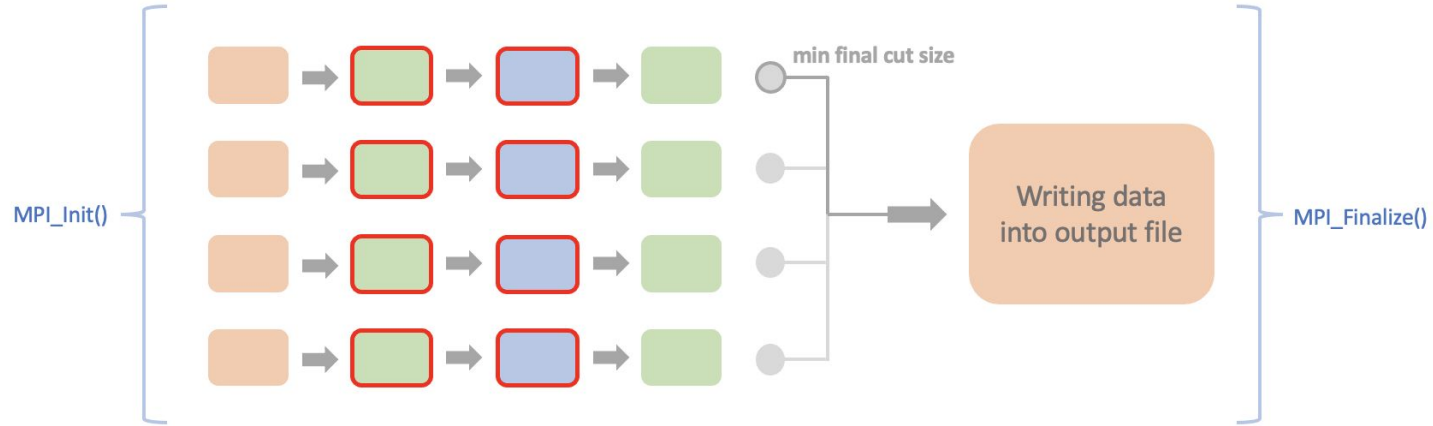 min final cut size
MPI_Init()
Writing data
into output file
MPI_Finalize()